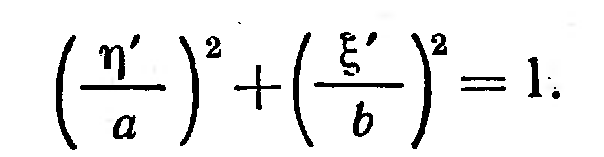 (η′/a)² + (ξ′/b)² = 1.